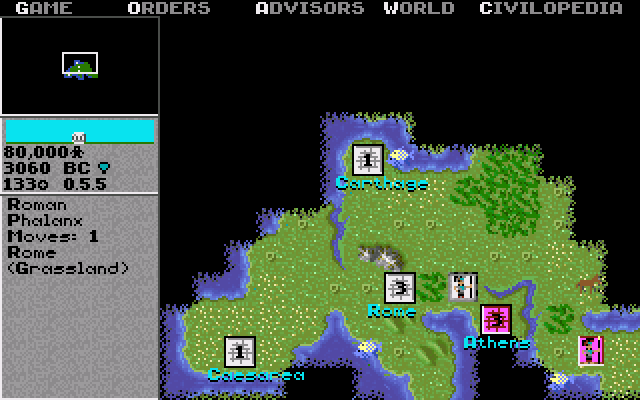 GAME ORDERS ADVISORS WORLD CIVILOPEDIA
80,000
3060 BC
133o 0.5.5
Roman
Phalanx
Moves: 1
Rome
(Grassland)
1
Carthage
3
Rome
3
Athens
1
Caesarea